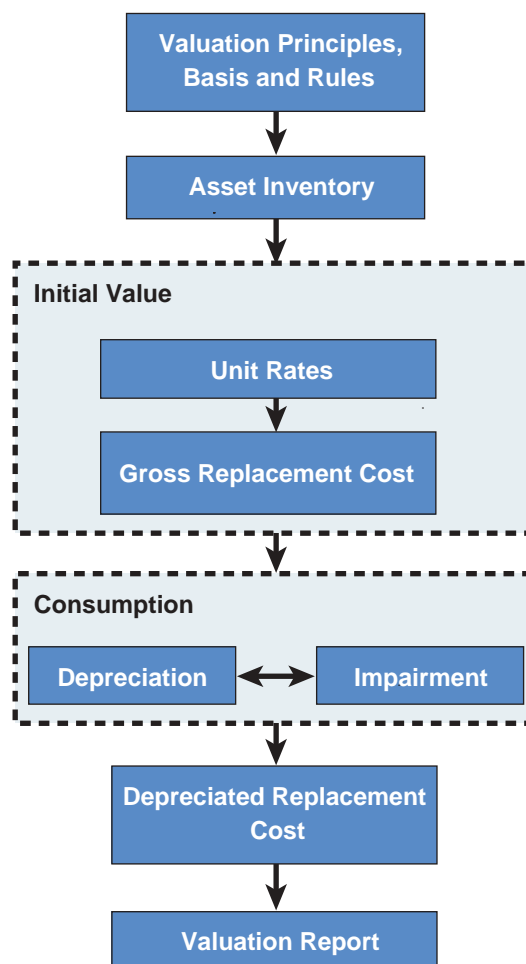 Valuation Principles,
Basis and Rules
Asset Inventory
Initial Value
Unit Rates
Gross Replacement Cost
Consumption
Depreciation
Impairment
Depreciated Replacement
Cost
Valuation Report